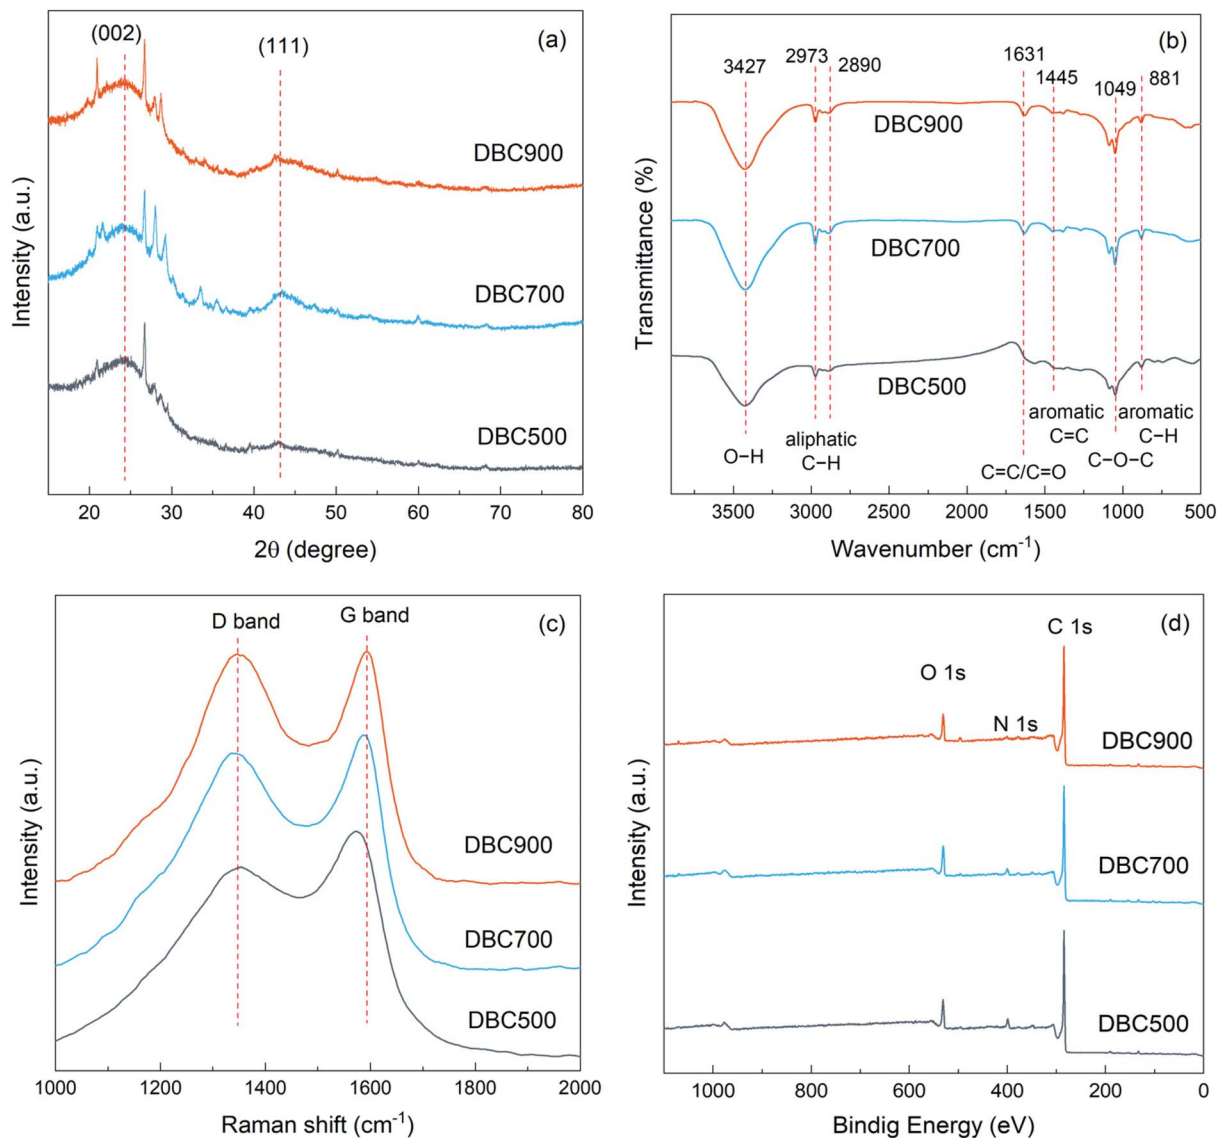 (a)
(002)
(111)
DBC900
DBC700
DBC500
Intensity (a.u.)
20 30 40 50 60 70 80
2θ (degree)
(b)
3427 2973 2890 1631 1445 1049 881
DBC900
DBC700
DBC500
O−H
aliphatic
C−H
C=C/C=O
aromatic
C=C
C−O−C
aromatic
C−H
Transmittance (%)
3500 3000 2500 2000 1500 1000 500
Wavenumber (cm⁻¹)
(c)
D band
G band
DBC900
DBC700
DBC500
Intensity (a.u.)
1000 1200 1400 1600 1800 2000
Raman shift (cm⁻¹)
(d)
C 1s
O 1s
N 1s
DBC900
DBC700
DBC500
Intensity (a.u.)
1000 800 600 400 200 0
Bindig Energy (eV)